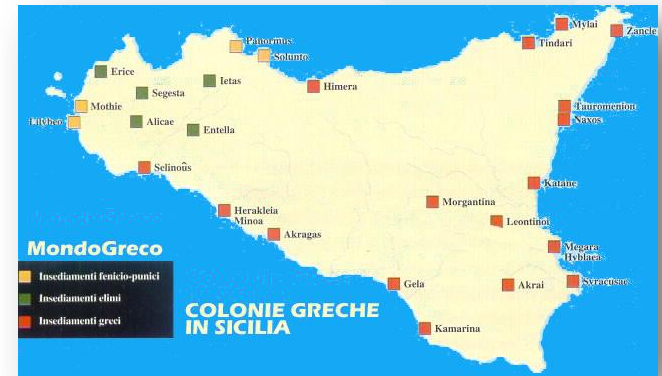 Mylai
Zancle
Panormus
Tindari
Solunto
Erice
Ietas
Himera
Segesta
Mothie
Tauromenion
Naxos
Alicae
Entella
Selinoûs
Katane
Morgantina
Herakleia
Minoa
Leontinoi
Akragas
Megara
Hyblaea
MondoGreco
Insediamenti fenicio-punici
Gela
Akrai
Syracusae
Insediamenti elimi
COLONIE GRECHE
IN SICILIA
Insediamenti greci
Kamarina